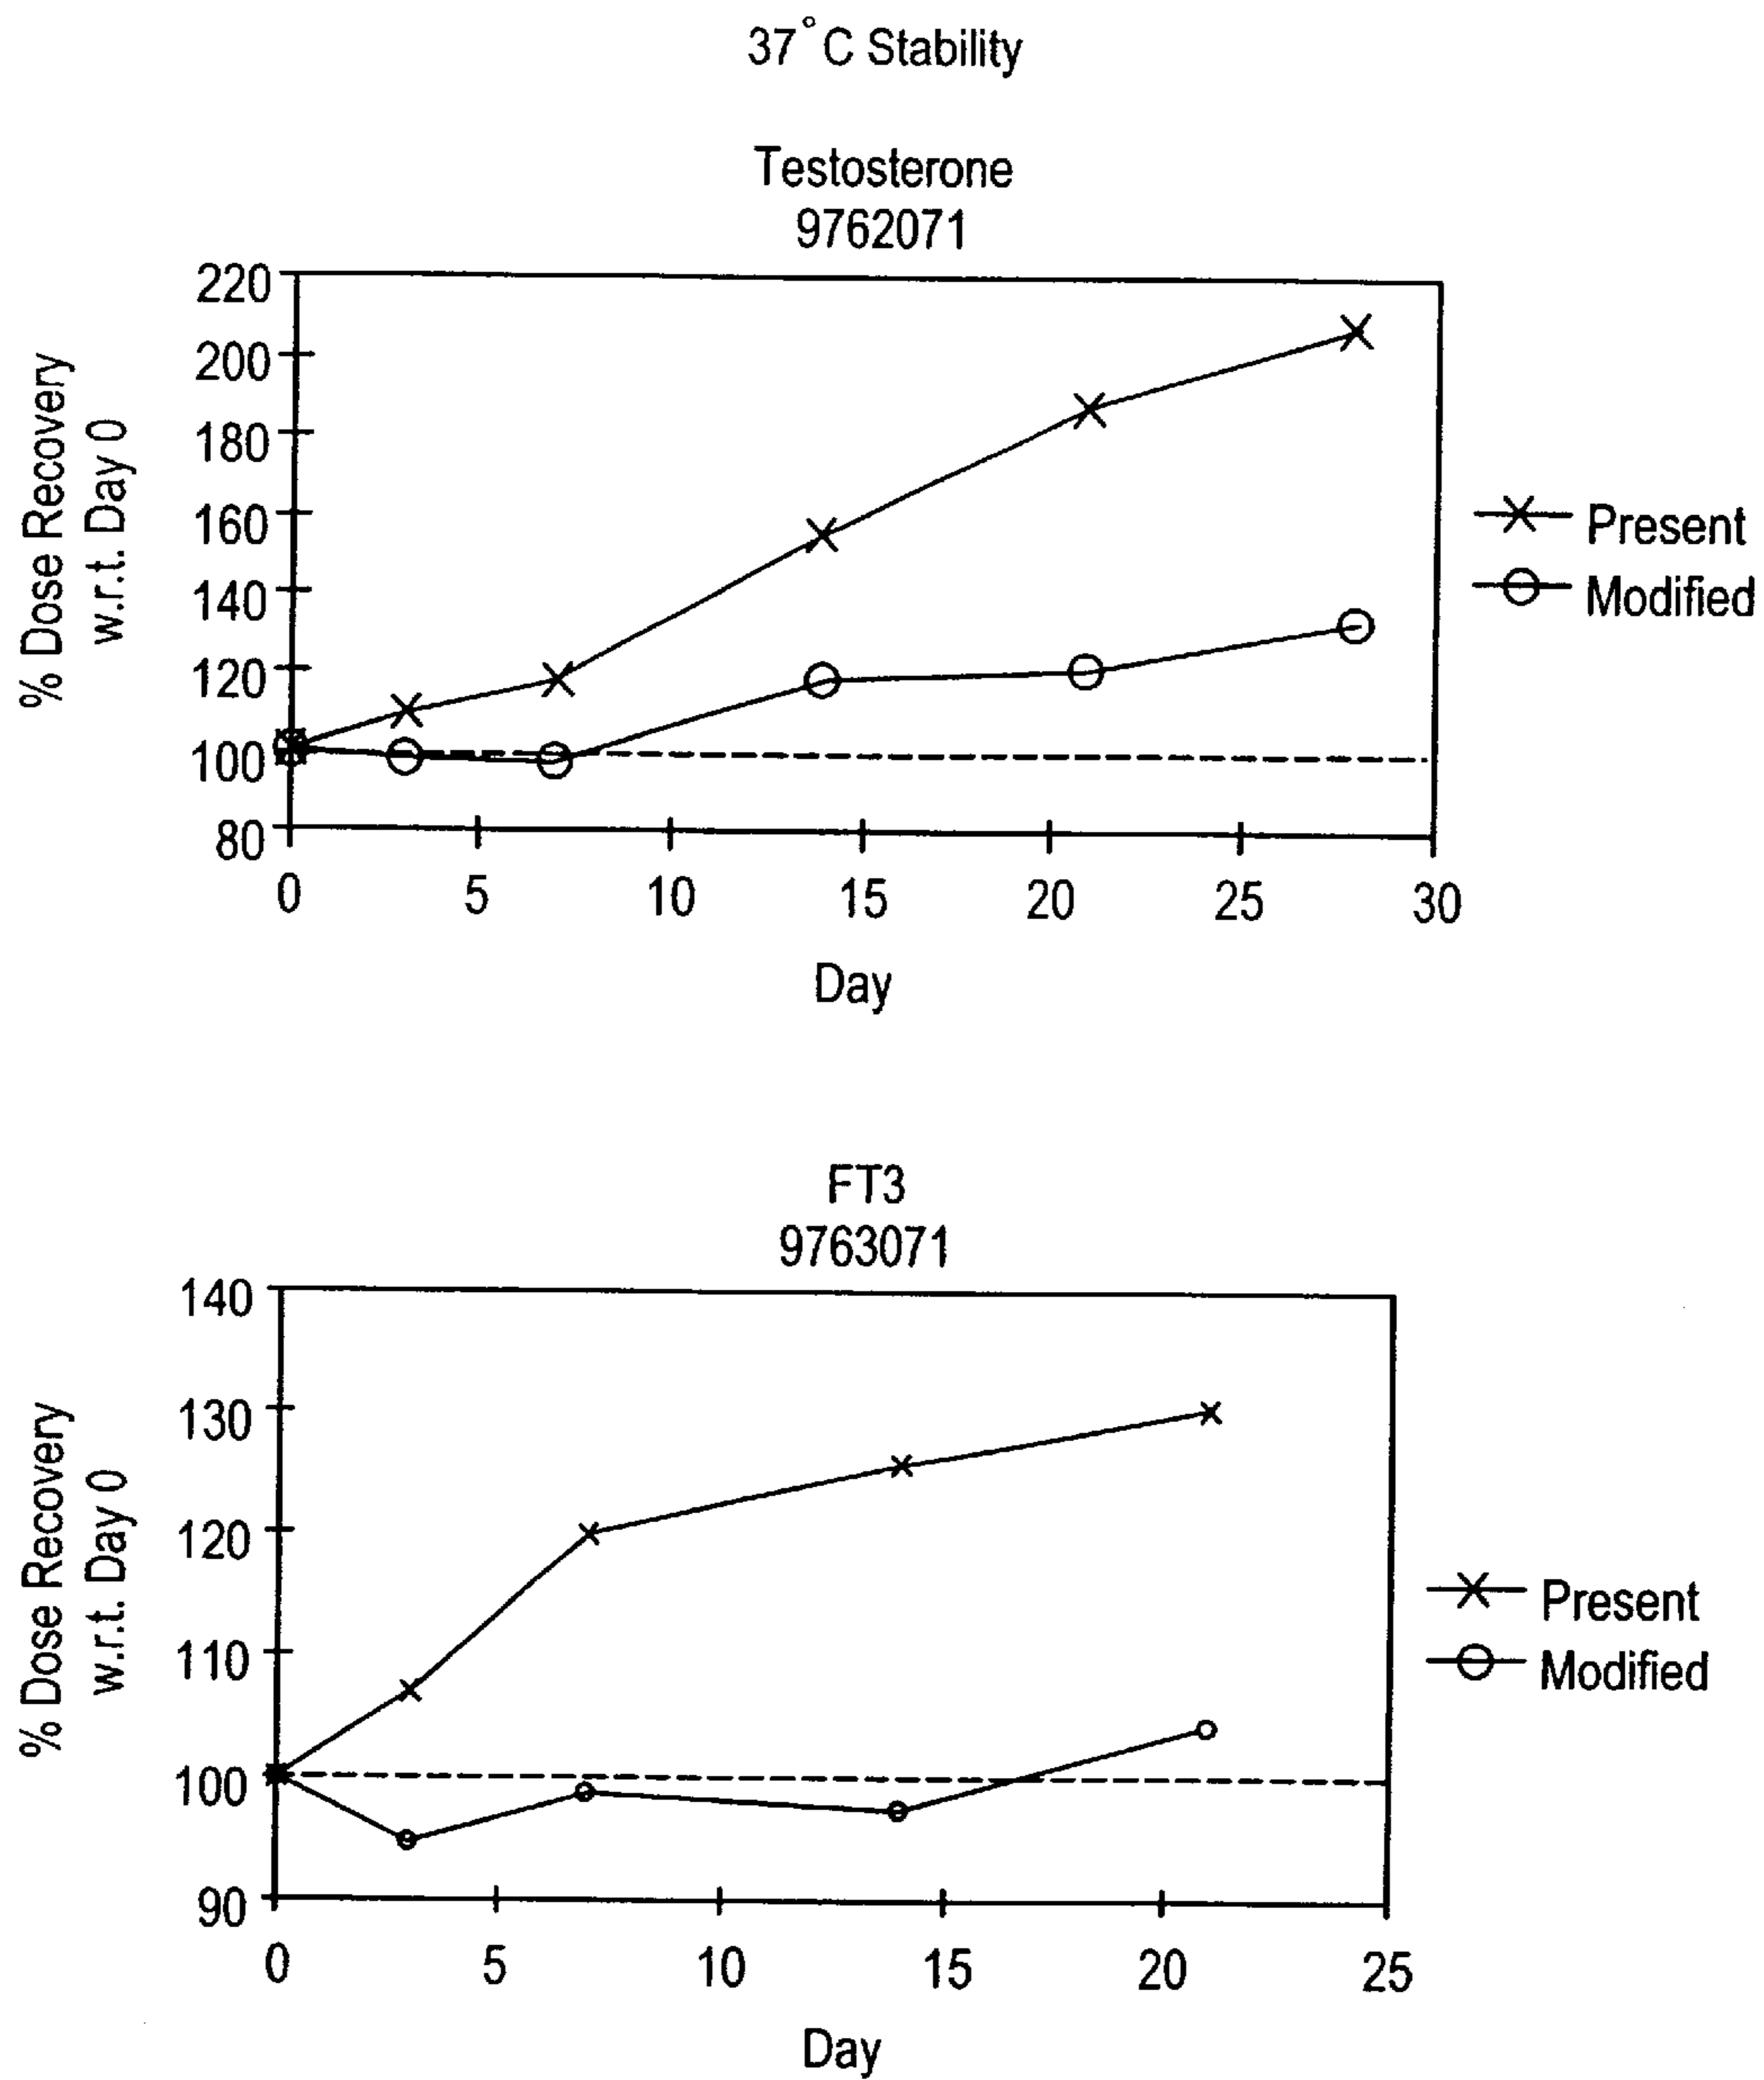 37°C Stability
Testosterone
9762071
% Dose Recovery
w.r.t. Day 0
220
200
180
160
140
120
100
80
0 5 10 15 20 25 30
Day
Present
Modified
FT3
9763071
% Dose Recovery
w.r.t. Day 0
140
130
120
110
100
90
0 5 10 15 20 25
Day
Present
Modified